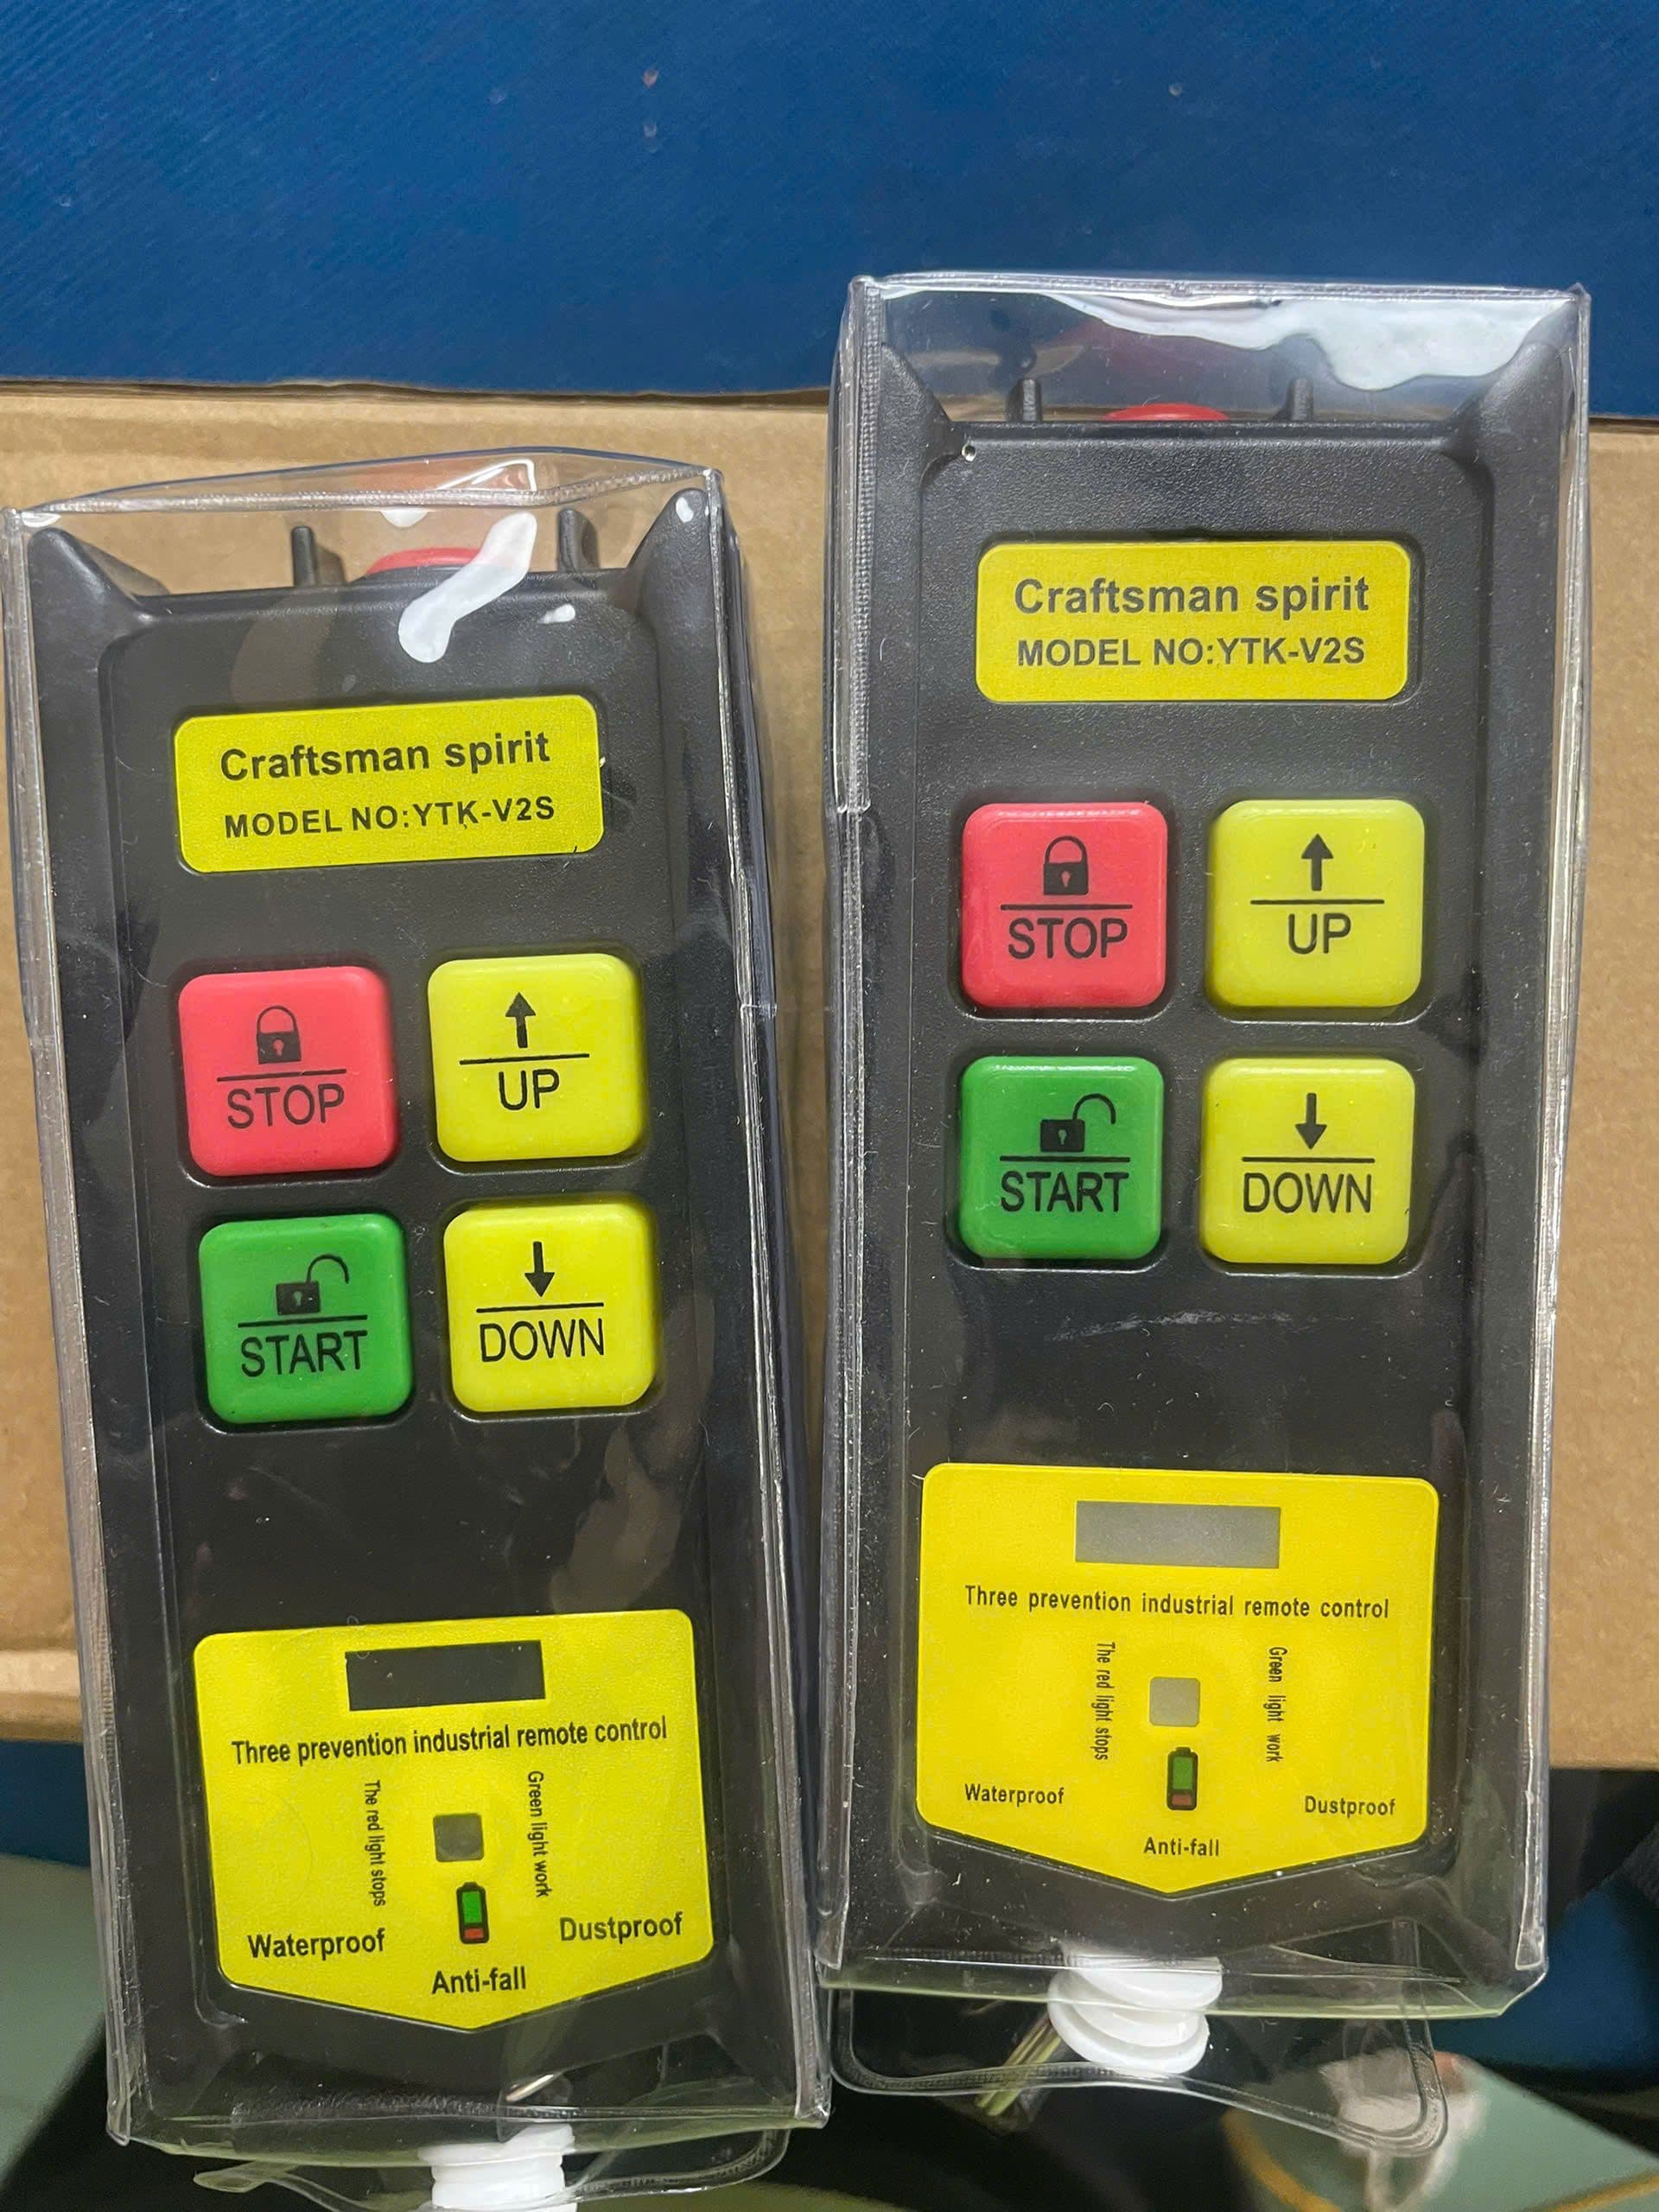 Craftsman spirit
MODEL NO:YTK-V2S
STOP
UP
START
DOWN
Three prevention industrial remote control
The red light stops
Green light work
Waterproof
Dustproof
Anti-fall
Craftsman spirit
MODEL NO:YTK-V2S
STOP
UP
START
DOWN
Three prevention industrial remote control
The red light stops
Green light work
Waterproof
Dustproof
Anti-fall